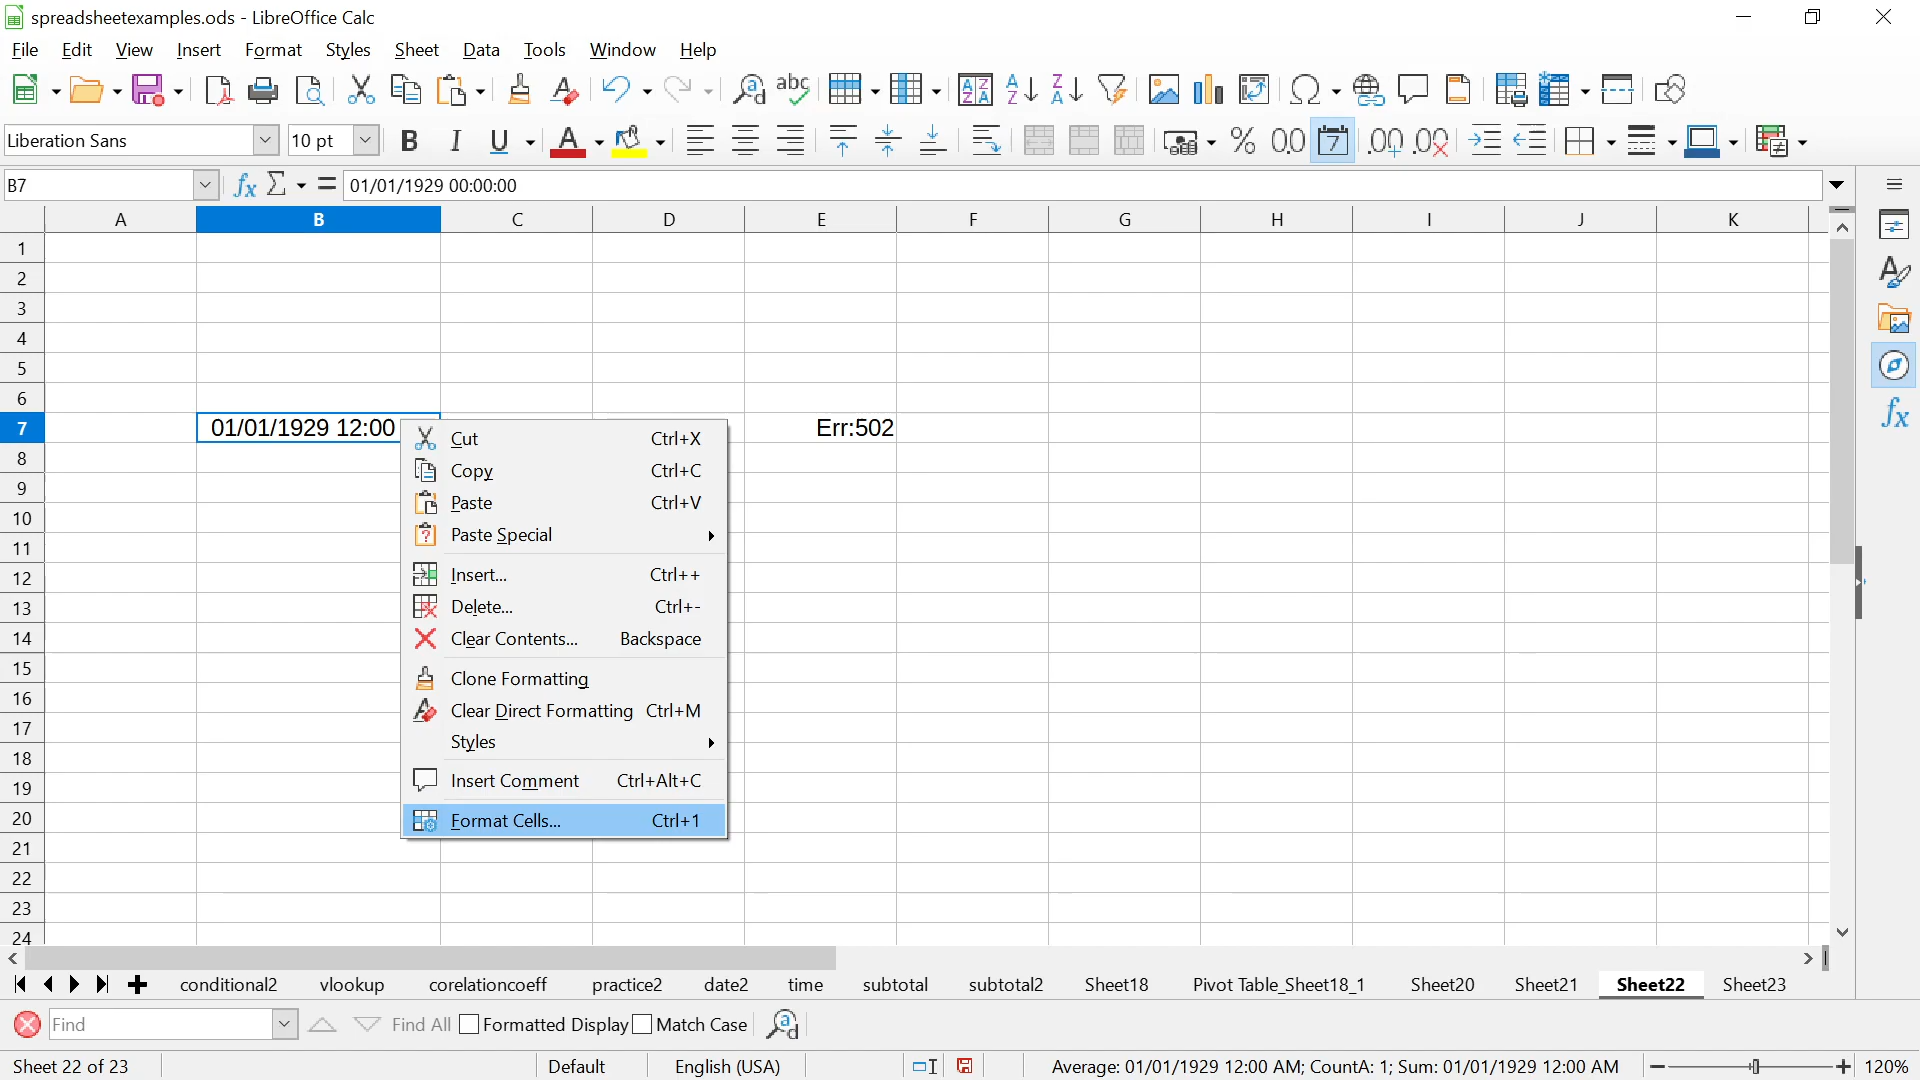 spreadsheetexamples.ods - LibreOffice Calc
File Edit View Insert Format Styles Sheet Data Tools Window Help
Liberation Sans 10 pt
B7 01/01/1929 00:00:00
A B C D E F G H I J K
1
2
3
4
5
6
7 01/01/1929 12:00 Err:502
8
9
10
11
12
13
14
15
16
17
18
19
20
21
22
23
24
Cut Ctrl+X
Copy Ctrl+C
Paste Ctrl+V
Paste Special
Insert... Ctrl++
Delete... Ctrl+-
Clear Contents... Backspace
Clone Formatting
Clear Direct Formatting Ctrl+M
Styles
Insert Comment Ctrl+Alt+C
Format Cells... Ctrl+1
conditional2 vlookup corelationcoeff practice2 date2 time subtotal subtotal2 Sheet18 Pivot Table_Sheet18_1 Sheet20 Sheet21 Sheet22 Sheet23
Find Find All Formatted Display Match Case
Sheet 22 of 23 Default English (USA) Average: 01/01/1929 12:00 AM; CountA: 1; Sum: 01/01/1929 12:00 AM 120%